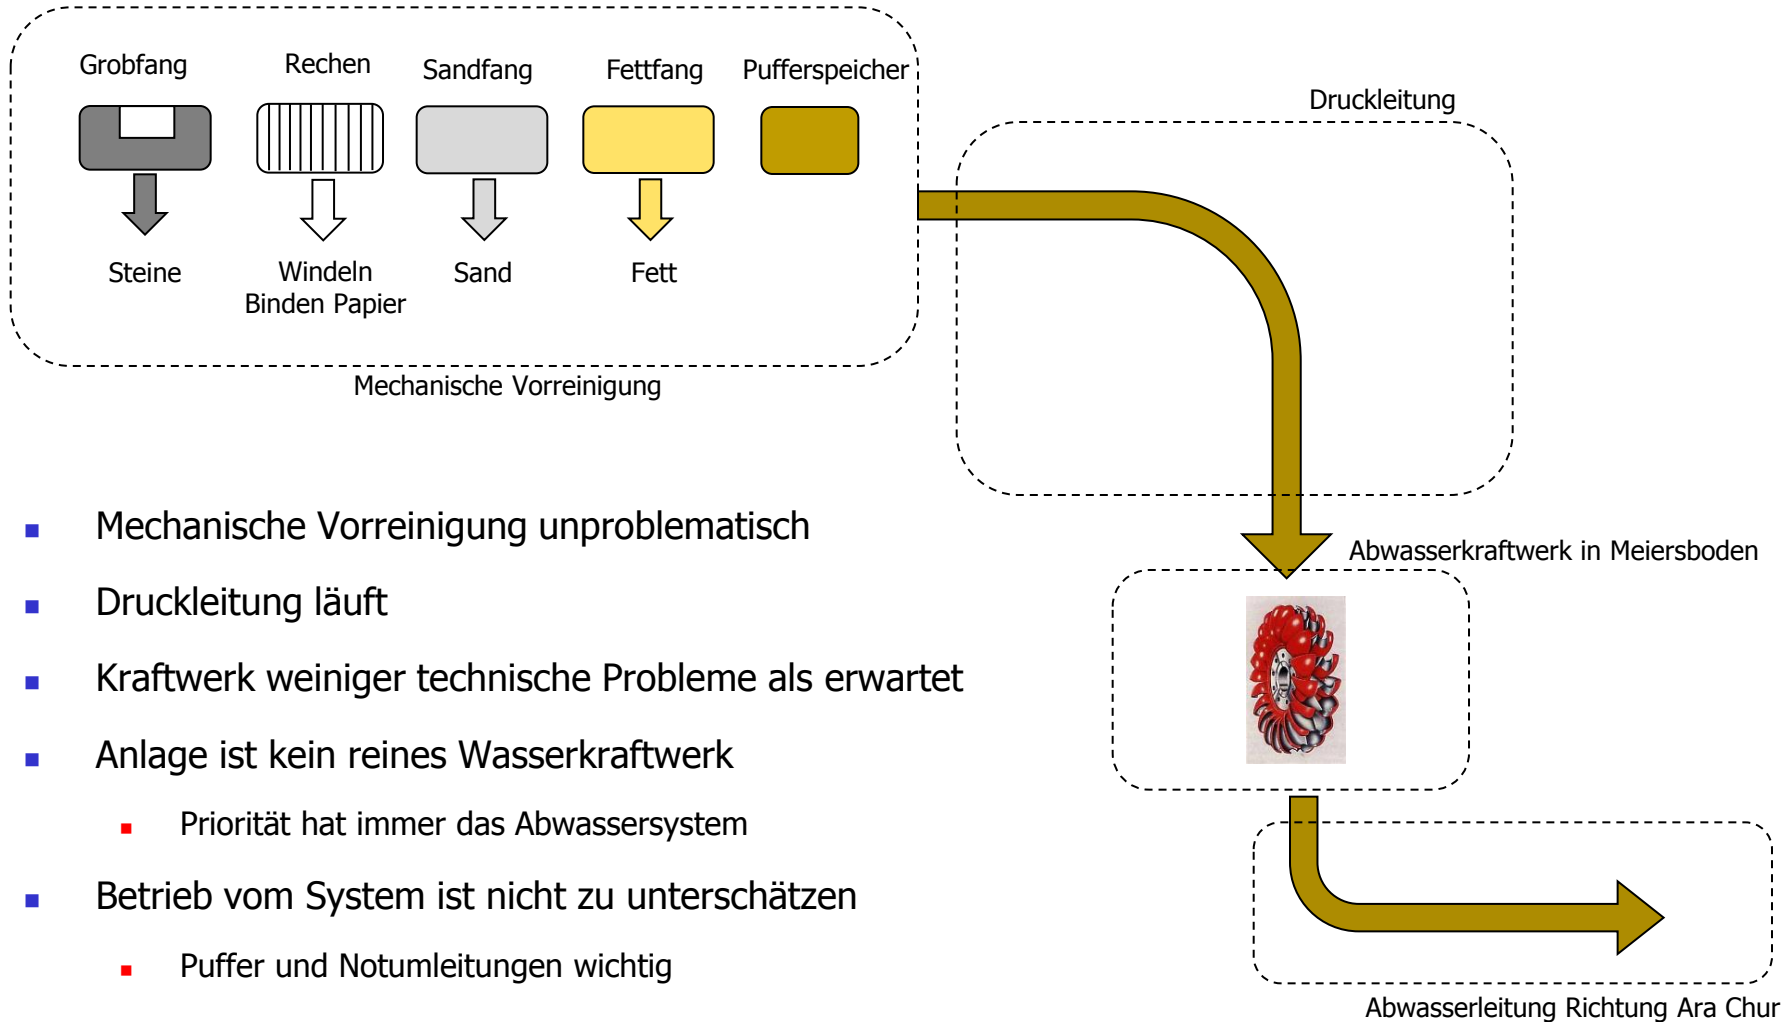 Grobfang
Rechen
Sandfang
Fettfang
Pufferspeicher
Steine
Windeln
Binden Papier
Sand
Fett
Mechanische Vorreinigung
Druckleitung
Abwasserkraftwerk in Meiersboden
Abwasserleitung Richtung Ara Chur
Mechanische Vorreinigung unproblematisch
Druckleitung läuft
Kraftwerk weiniger technische Probleme als erwartet
Anlage ist kein reines Wasserkraftwerk
Priorität hat immer das Abwassersystem
Betrieb vom System ist nicht zu unterschätzen
Puffer und Notumleitungen wichtig